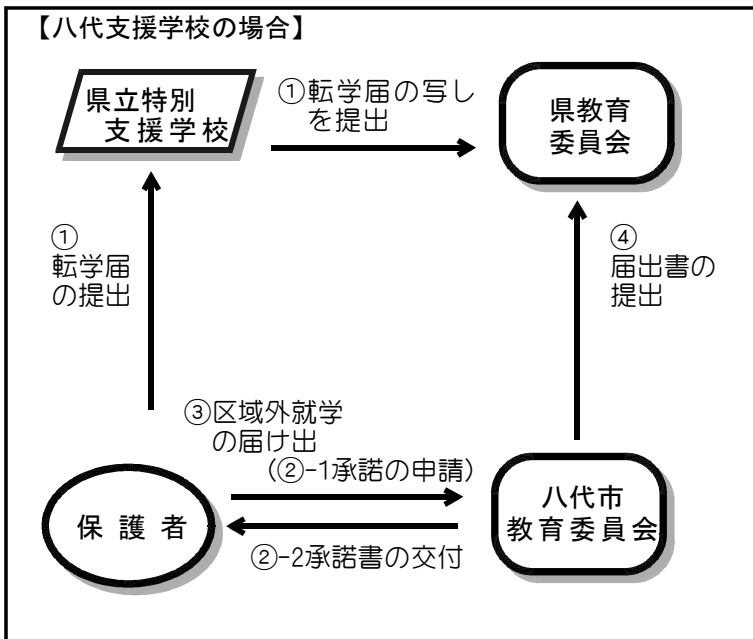 【八代支援学校の場合】
県立特別
支援学校
①転学届の写し
を提出
県教育
委員会
①
転学届
の提出
④
届出書の
提出
③区域外就学
の届け出
(②-1承諾の申請)
保護者
八代市
教育委員会
②-2承諾書の交付